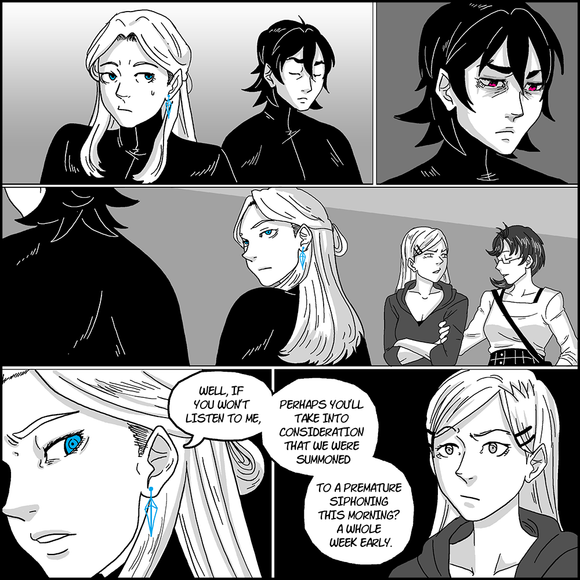 WELL, IF
YOU WON'T
LISTEN TO ME,
PERHAPS YOU'LL
TAKE INTO
CONSIDERATION
THAT WE WERE
SUMMONED
TO A PREMATURE
SIPHONING
THIS MORNING?
A WHOLE
WEEK EARLY.